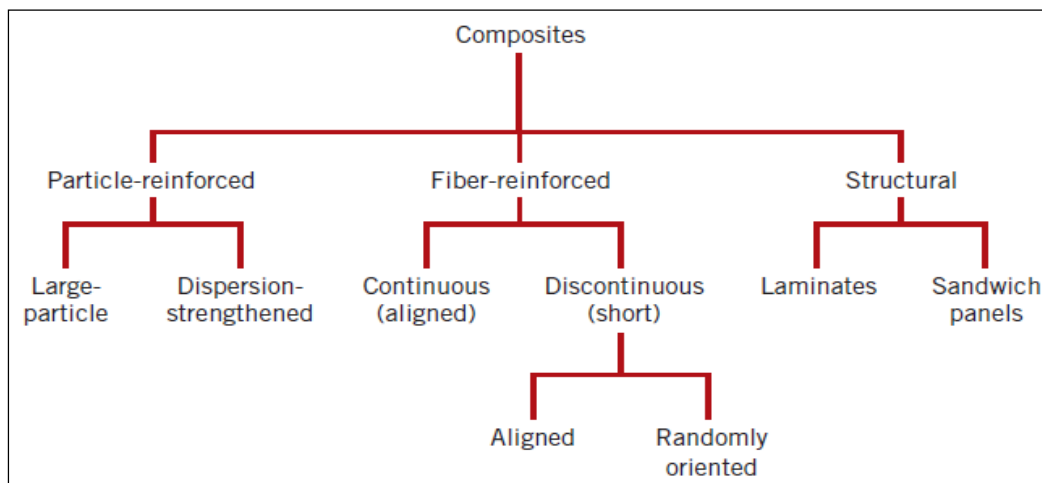 Composites
Particle-reinforced
Fiber-reinforced
Structural
Large-
particle
Dispersion-
strengthened
Continuous
(aligned)
Discontinuous
(short)
Laminates
Sandwich
panels
Aligned
Randomly
oriented